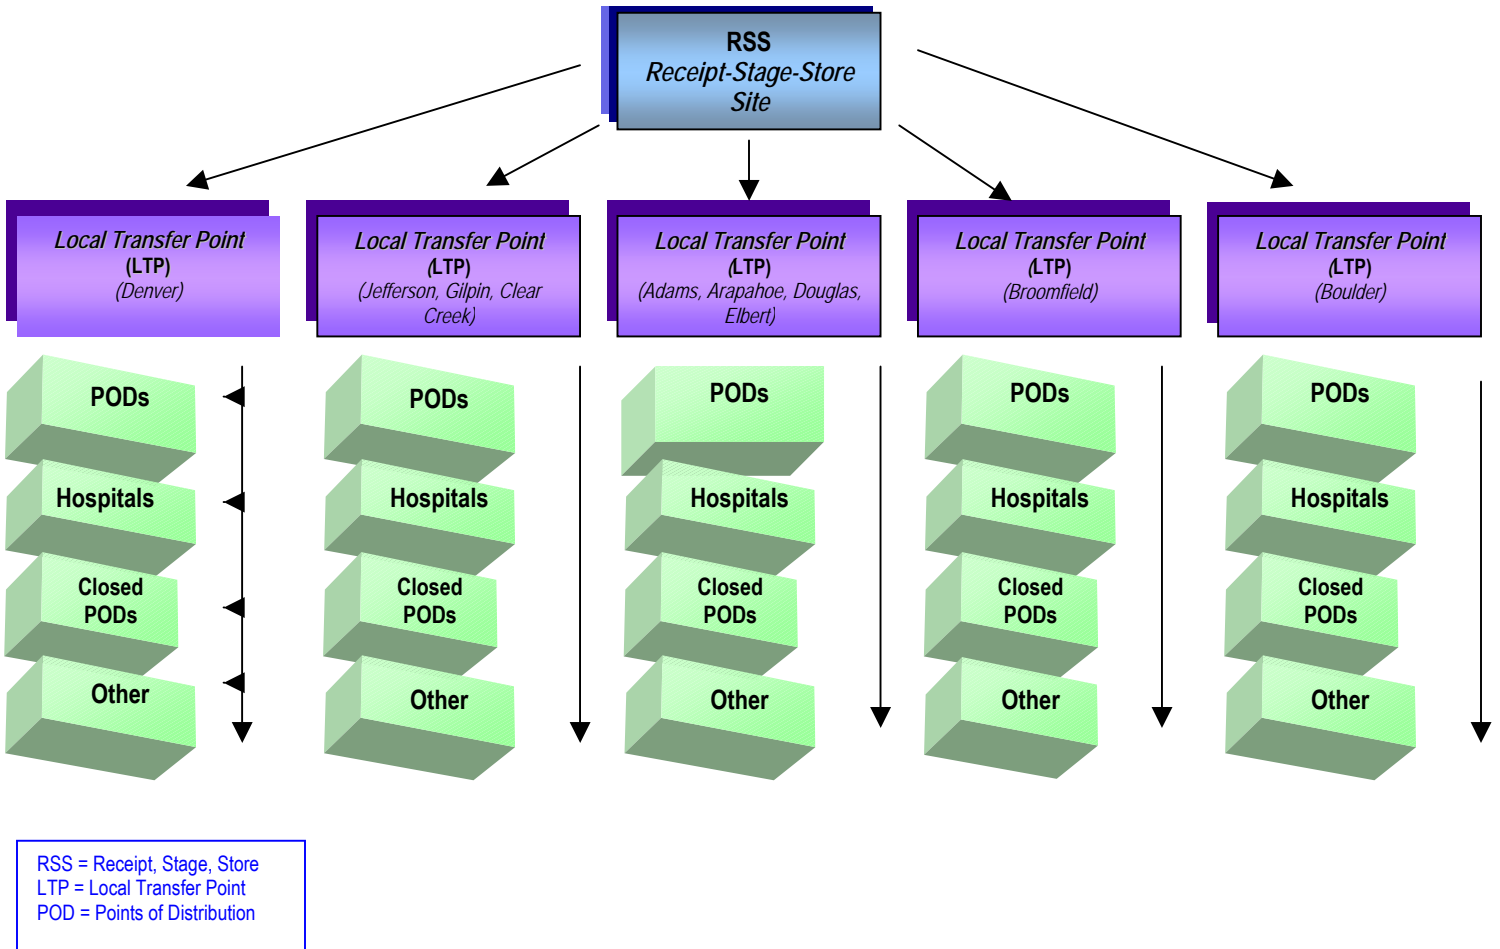 RSS
Receipt-Stage-Store
Site
Local Transfer Point
(LTP)
(Denver)
Local Transfer Point
(LTP)
(Jefferson, Gilpin, Clear
Creek)
Local Transfer Point
(LTP)
(Adams, Arapahoe, Douglas,
Elbert)
Local Transfer Point
(LTP)
(Broomfield)
Local Transfer Point
(LTP)
(Boulder)
PODs
Hospitals
Closed
PODs
Other
PODs
Hospitals
Closed
PODs
Other
PODs
Hospitals
Closed
PODs
Other
PODs
Hospitals
Closed
PODs
Other
PODs
Hospitals
Closed
PODs
Other
RSS = Receipt, Stage, Store
LTP = Local Transfer Point
POD = Points of Distribution